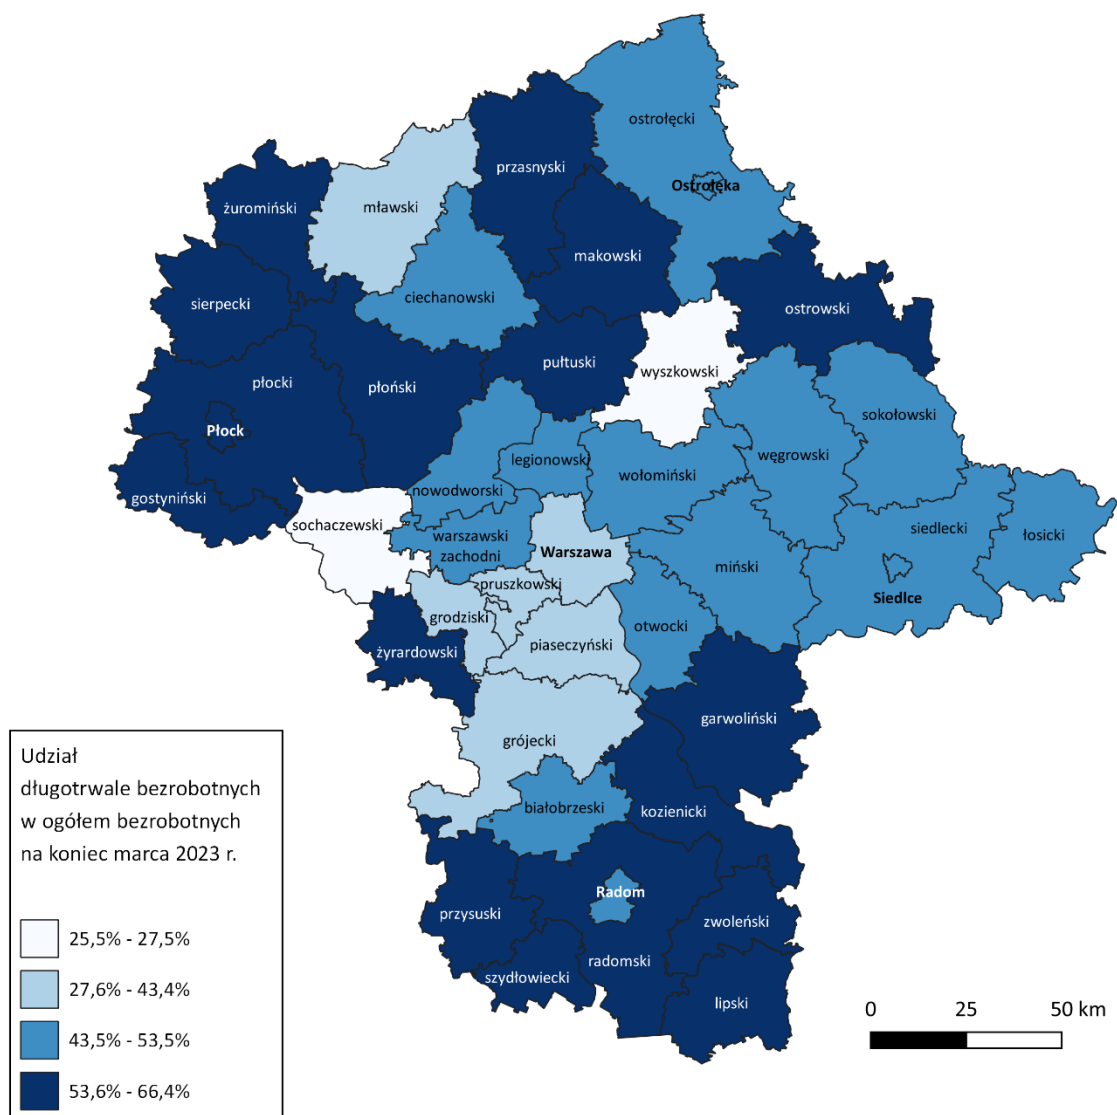 ostrołęcki
przasnyski
Ostrołęka
mławski
żuromiński
makowski
ciechanowski
sierpecki
ostrowski
pułtuski
wyszkowski
płocki
płoński
sokołowski
Płock
węgrowski
legionowski
wołomiński
nowodworski
gostyniński
sochaczewski
siedlecki
warszawski
zachodni
łosicki
Warszawa
miński
pruszkowski
Siedlce
grodziski
otwocki
piaseczyński
żyrardowski
garwoliński
grójecki
białobrzeski
kozienicki
Radom
przysuski
zwoleński
radomski
szydłowiecki
lipski
Udział
długotrwale bezrobotnych
w ogółem bezrobotnych
na koniec marca 2023 r.
25,5% - 27,5%
27,6% - 43,4%
43,5% - 53,5%
53,6% - 66,4%
0 25 50 km